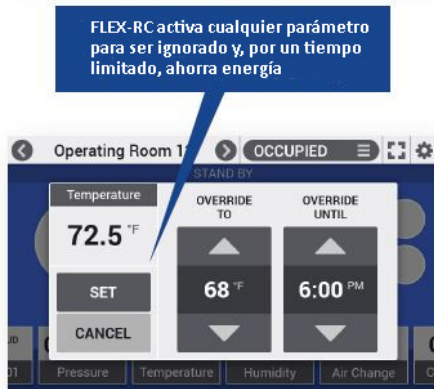 FLEX-RC activa cualquier parámetro
para ser ignorado y, por un tiempo
limitado, ahorra energía
Operating Room 1 OCCUPIED
STAND BY
Temperature
72.5 °F
SET
CANCEL
OVERRIDE
TO
68 °F
OVERRIDE
UNTIL
6:00 PM
Pressure Temperature Humidity Air Change